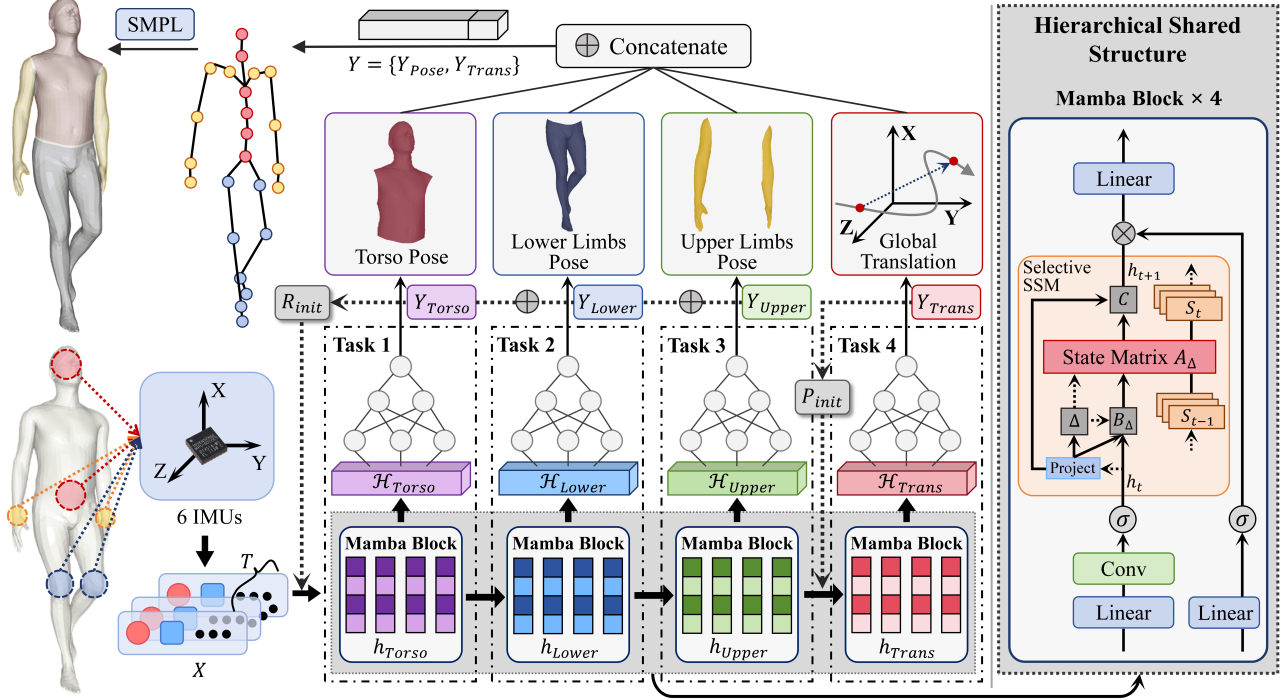 SMPL
Y = {Y_Pose, Y_Trans}
⊕ Concatenate
Torso Pose
Lower Limbs
Pose
Upper Limbs
Pose
X
Y
Z
Global
Translation
R_init
Y_Torso
Y_Lower
Y_Upper
Y_Trans
Task 1
Task 2
Task 3
Task 4
P_init
X
Y
Z
6 IMUs
T
X
ℋ_Torso
ℋ_Lower
ℋ_Upper
ℋ_Trans
Mamba Block
h_Torso
Mamba Block
h_Lower
Mamba Block
h_Upper
Mamba Block
h_Trans
Hierarchical Shared
Structure
Mamba Block × 4
Linear
Selective
SSM
h_{t+1}
C
S_t
State Matrix A_Δ
Δ
B_Δ
S_{t-1}
Project
h_t
σ
σ
Conv
Linear
Linear